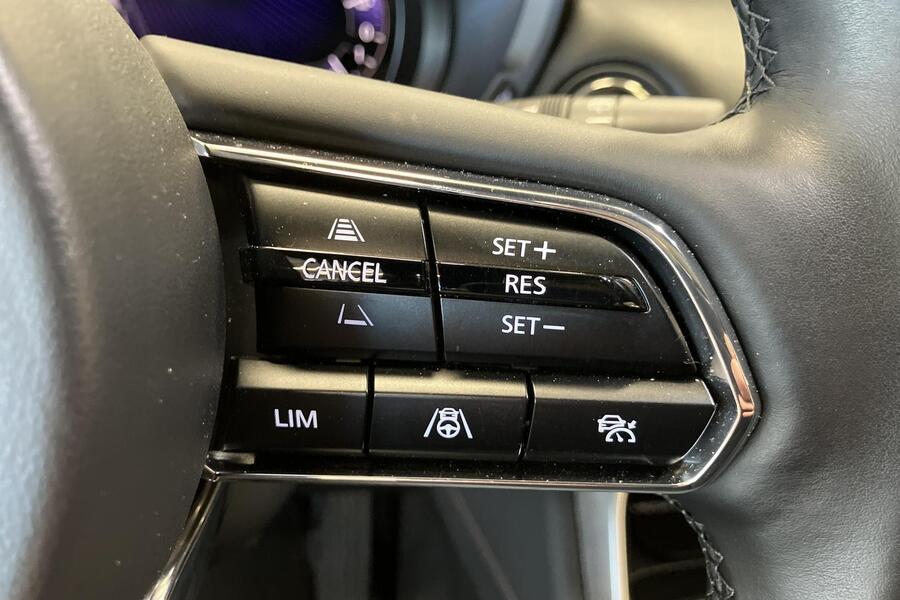 CANCEL
SET+
RES
SET-
LIM